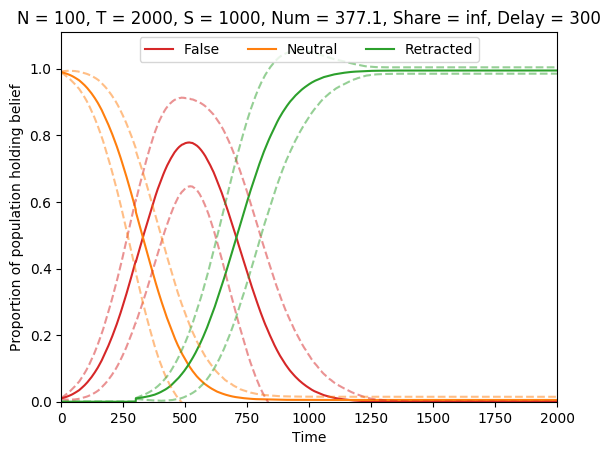 N = 100, T = 2000, S = 1000, Num = 377.1, Share = inf, Delay = 300
False Neutral Retracted
Proportion of population holding belief
1.0
0.8
0.6
0.4
0.2
0.0
0 250 500 750 1000 1250 1500 1750 2000
Time